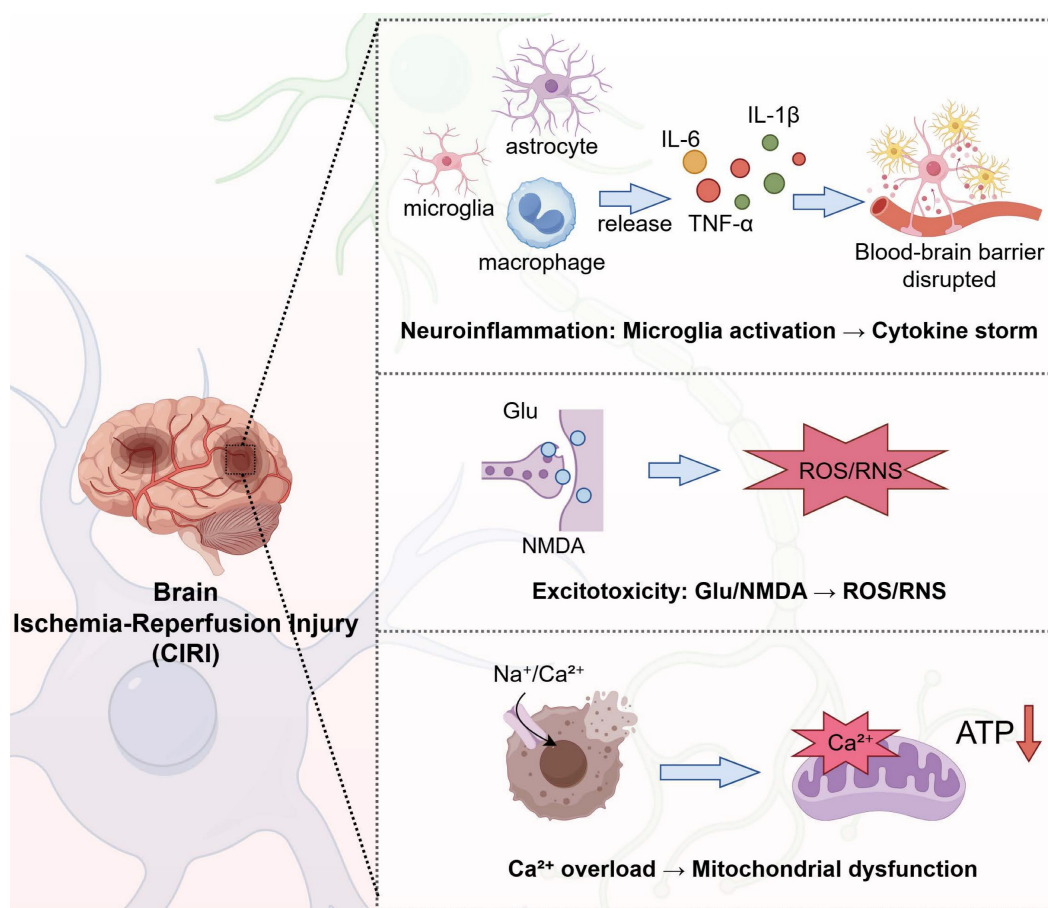 Brain
Ischemia-Reperfusion Injury
(CIRI)
astrocyte
microglia
macrophage
release
IL-6
IL-1β
TNF-α
Blood-brain barrier
disrupted
Neuroinflammation: Microglia activation → Cytokine storm
Glu
NMDA
ROS/RNS
Excitotoxicity: Glu/NMDA → ROS/RNS
Na⁺/Ca²⁺
Ca²⁺
ATP
Ca²⁺ overload → Mitochondrial dysfunction